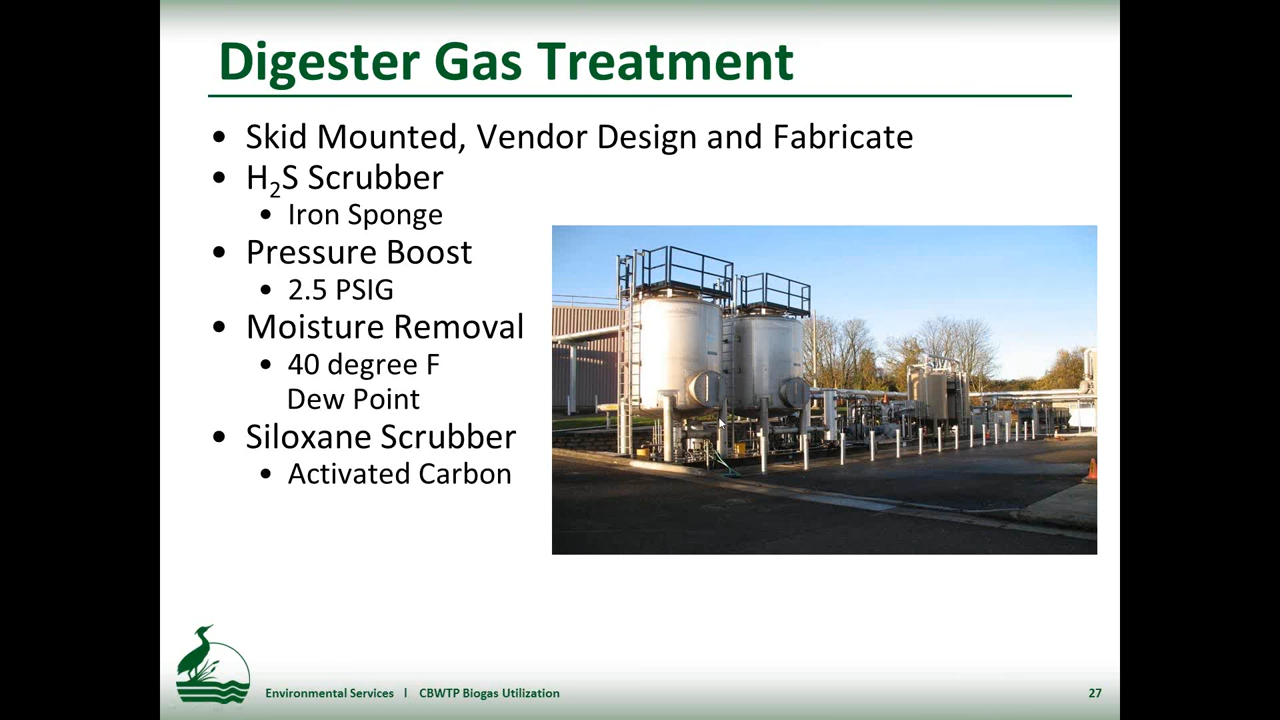 Digester Gas Treatment
• Skid Mounted, Vendor Design and Fabricate
• H₂S Scrubber
• Iron Sponge
• Pressure Boost
• 2.5 PSIG
• Moisture Removal
• 40 degree F
Dew Point
• Siloxane Scrubber
• Activated Carbon
Environmental Services | CBWTP Biogas Utilization
27